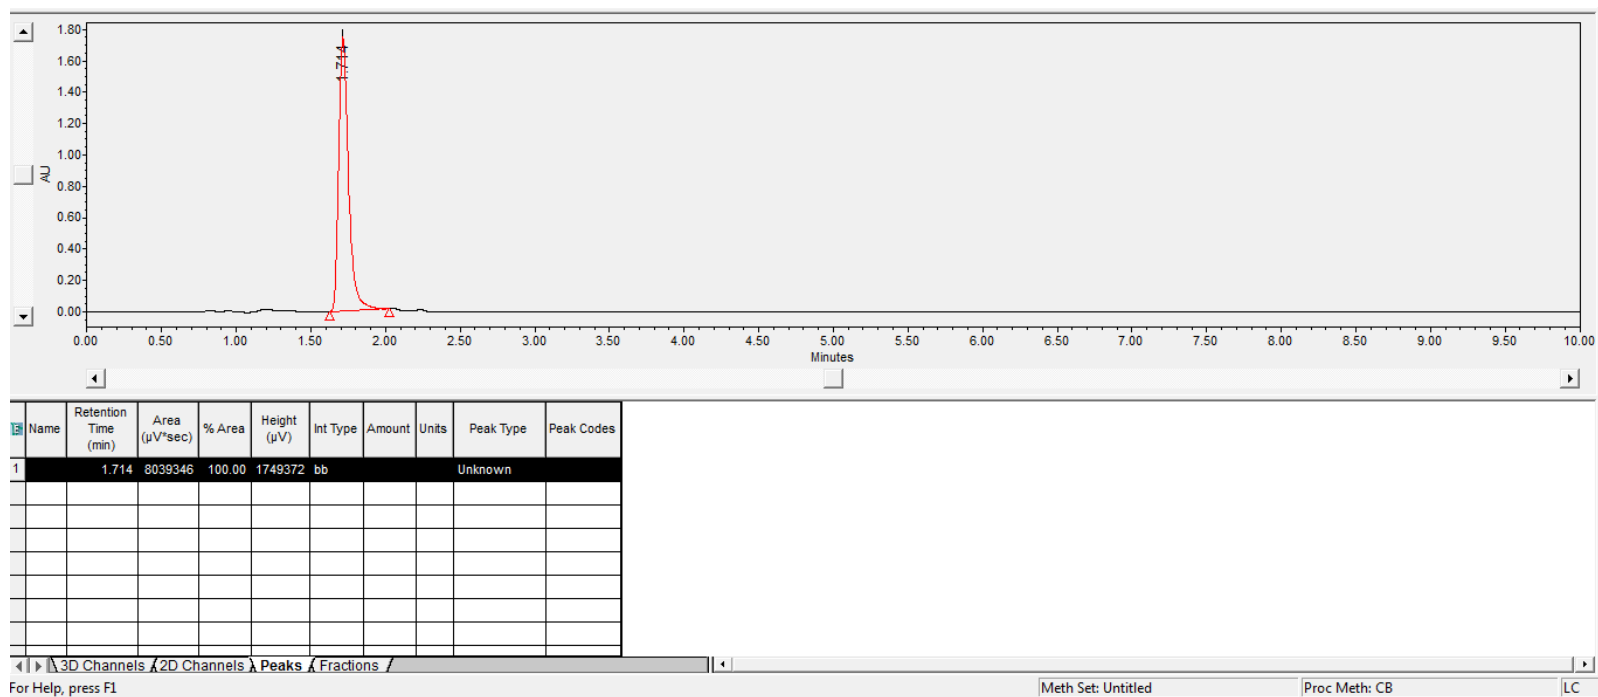 1.80
1.60
1.40
1.20
1.00
0.80
0.60
0.40
0.20
0.00
AU
1.714
0.00 0.50 1.00 1.50 2.00 2.50 3.00 3.50 4.00 4.50 5.00 5.50 6.00 6.50 7.00 7.50 8.00 8.50 9.00 9.50 10.00
Minutes
Name Retention Time (min) Area (µV*sec) % Area Height (µV) Int Type Amount Units Peak Type Peak Codes
1 1.714 8039346 100.00 1749372 bb Unknown
3D Channels 2D Channels Peaks Fractions
For Help, press F1 Meth Set: Untitled Proc Meth: CB LC